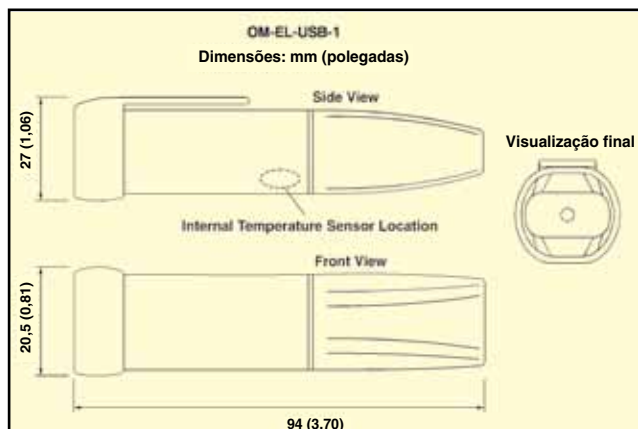 OM-EL-USB-1
Dimensões: mm (polegadas)
Side View
27 (1,06)
Visualização final
Internal Temperature Sensor Location
Front View
20,5 (0,81)
94 (3,70)